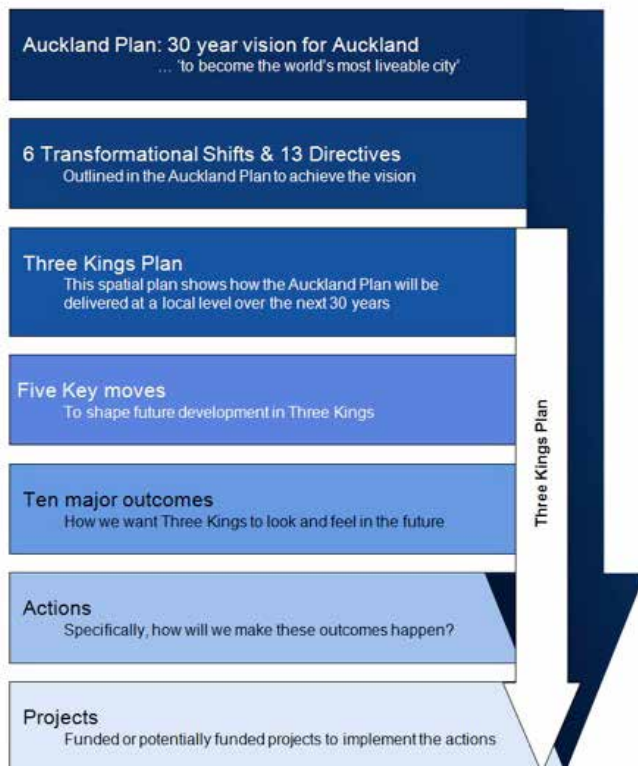 Auckland Plan: 30 year vision for Auckland
... 'to become the world's most liveable city'
6 Transformational Shifts & 13 Directives
Outlined in the Auckland Plan to achieve the vision
Three Kings Plan
This spatial plan shows how the Auckland Plan will be
delivered at a local level over the next 30 years
Five Key moves
To shape future development in Three Kings
Ten major outcomes
How we want Three Kings to look and feel in the future
Actions
Specifically, how will we make these outcomes happen?
Projects
Funded or potentially funded projects to implement the actions
Three Kings Plan